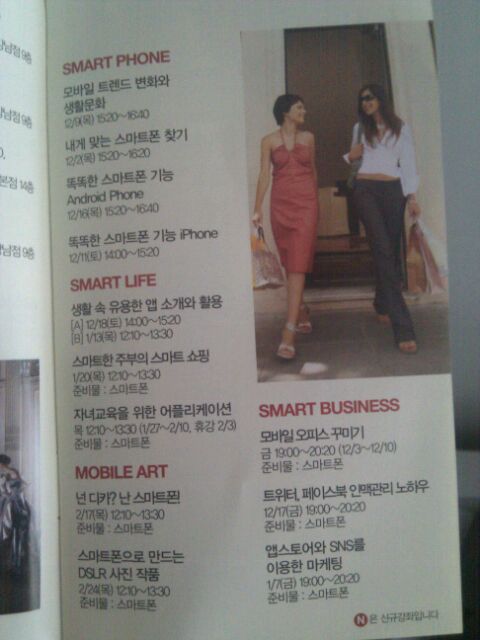 강남점 9층
강남점 9층
본점 14층
강남점 9층
SMART PHONE
모바일 트렌드 변화와
생활문화
12/9(목) 15:20~16:40
내게 맞는 스마트폰 찾기
12/2(목) 15:20~16:20
똑똑한 스마트폰 기능
Android Phone
12/16(목) 15:20~16:40
똑똑한 스마트폰 기능 iPhone
12/11(토) 14:00~15:20
SMART LIFE
생활 속 유용한 앱 소개와 활용
[A] 12/18(토) 14:00~15:20
[B] 1/13(목) 12:10~13:30
스마트한 주부의 스마트 쇼핑
1/20(목) 12:10~13:30
준비물 : 스마트폰
자녀교육을 위한 어플리케이션
목 12:10~13:30 (1/27~2/10, 휴강 2/3)
준비물 : 스마트폰
MOBILE ART
넌 디카? 난 스마트폰!
2/17(목) 12:10~13:30
준비물 : 스마트폰
스마트폰으로 만드는
DSLR 사진 작품
2/24(목) 12:10~13:30
준비물 : 스마트폰
SMART BUSINESS
모바일 오피스 꾸미기
금 19:00~20:20 (12/3~12/10)
준비물 : 스마트폰
트위터, 페이스북 인맥관리 노하우
12/17(금) 19:00~20:20
준비물 : 스마트폰
앱스토어와 SNS를
이용한 마케팅
1/7(금) 19:00~20:20
준비물 : 스마트폰
N은 신규강좌입니다